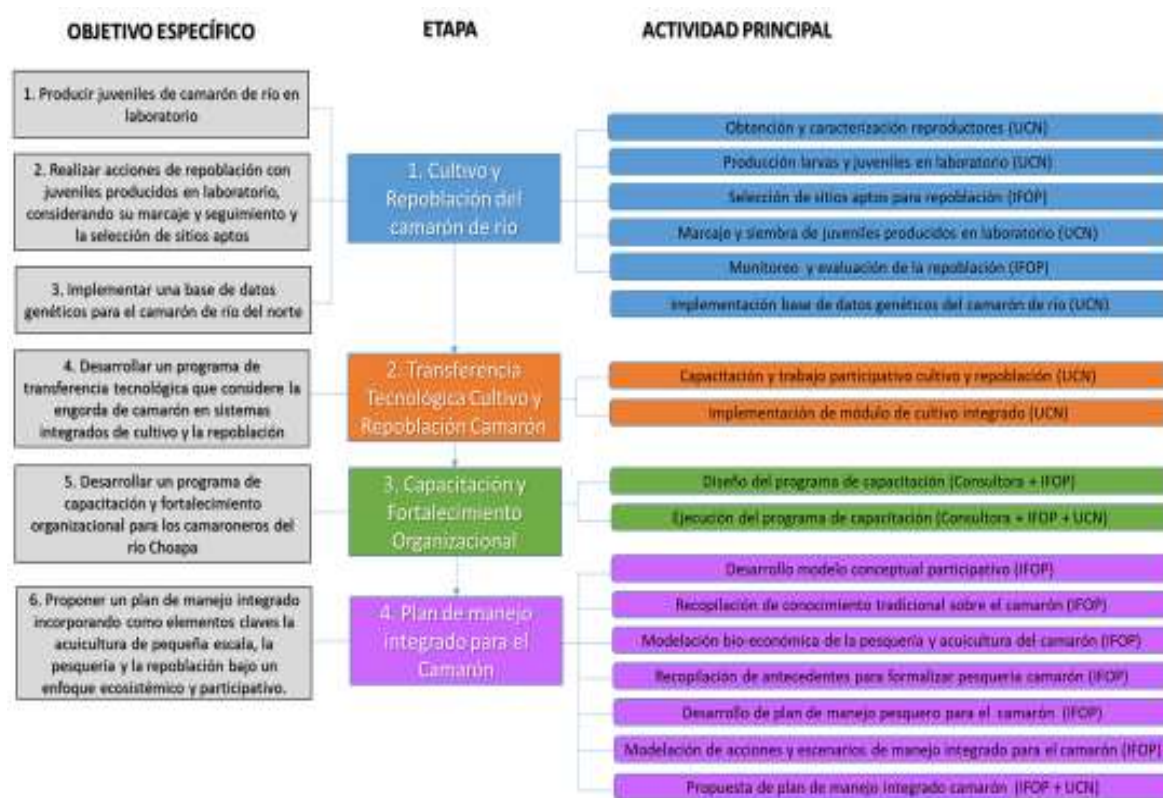 OBJETIVO ESPECÍFICO
ETAPA
ACTIVIDAD PRINCIPAL
1. Producir juveniles de camarón de río en
laboratorio
2. Realizar acciones de repoblación con
juveniles producidos en laboratorio,
considerando su marcaje y seguimiento y
la selección de sitios aptos
3. Implementar una base de datos
genéticos para el camarón de río del norte
1. Cultivo y
Repoblación del
camarón de río
Obtención y caracterización reproductores (UCN)
Producción larvas y juveniles en laboratorio (UCN)
Selección de sitios aptos para repoblación (IFOP)
Marcaje y siembra de juveniles producidos en laboratorio (UCN)
Monitoreo y evaluación de la repoblación (IFOP)
Implementación base de datos genéticos del camarón de río (UCN)
4. Desarrollar un programa de
transferencia tecnológica que considere la
engorda de camarón en sistemas
integrados de cultivo y la repoblación
2. Transferencia
Tecnológica Cultivo y
Repoblación Camarón
Capacitación y trabajo participativo cultivo y repoblación (UCN)
Implementación de módulo de cultivo integrado (UCN)
5. Desarrollar un programa de
capacitación y fortalecimiento
organizacional para los camaroneros del
río Choapa
3. Capacitación y
Fortalecimiento
Organizacional
Diseño del programa de capacitación (Consultora + IFOP)
Ejecución del programa de capacitación (Consultora + IFOP + UCN)
6. Proponer un plan de manejo integrado
incorporando como elementos claves la
acuicultura de pequeña escala, la
pesquería y la repoblación bajo un
enfoque ecosistémico y participativo.
4. Plan de manejo
integrado para el
Camarón
Desarrollo modelo conceptual participativo (IFOP)
Recopilación de conocimiento tradicional sobre el camarón (IFOP)
Modelación bio-económica de la pesquería y acuicultura del camarón (IFOP)
Recopilación de antecedentes para formalizar pesquería camarón (IFOP)
Desarrollo de plan de manejo pesquero para el camarón (IFOP)
Modelación de acciones y escenarios de manejo integrado para el camarón (IFOP)
Propuesta de plan de manejo integrado camarón (IFOP + UCN)